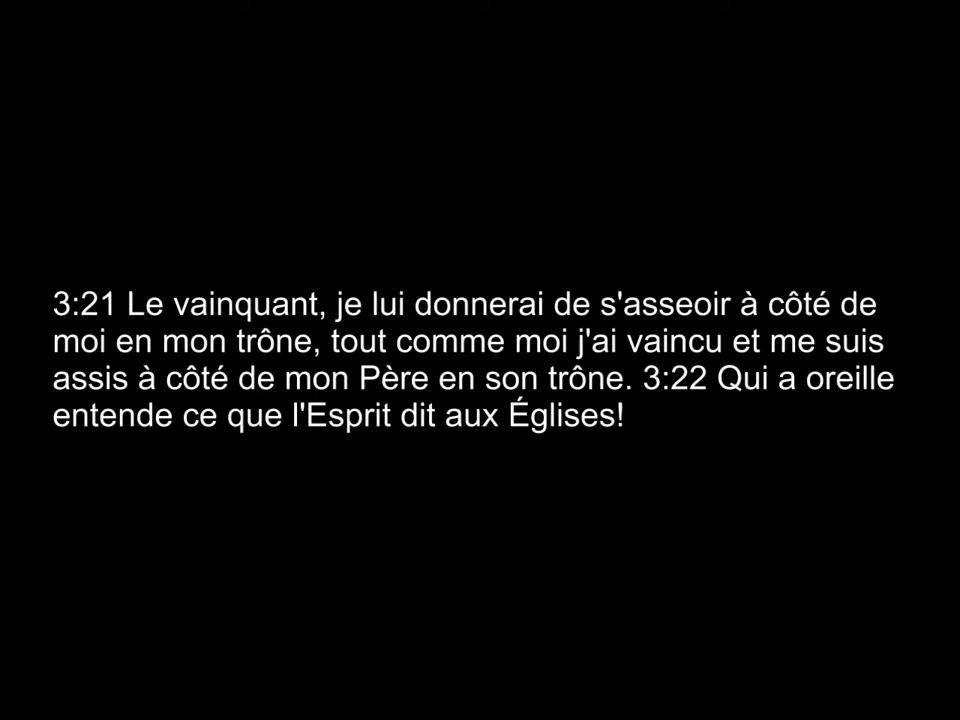 3:21 Le vainquant, je lui donnerai de s'asseoir à côté de
moi en mon trône, tout comme moi j'ai vaincu et me suis
assis à côté de mon Père en son trône. 3:22 Qui a oreille
entende ce que l'Esprit dit aux Églises!